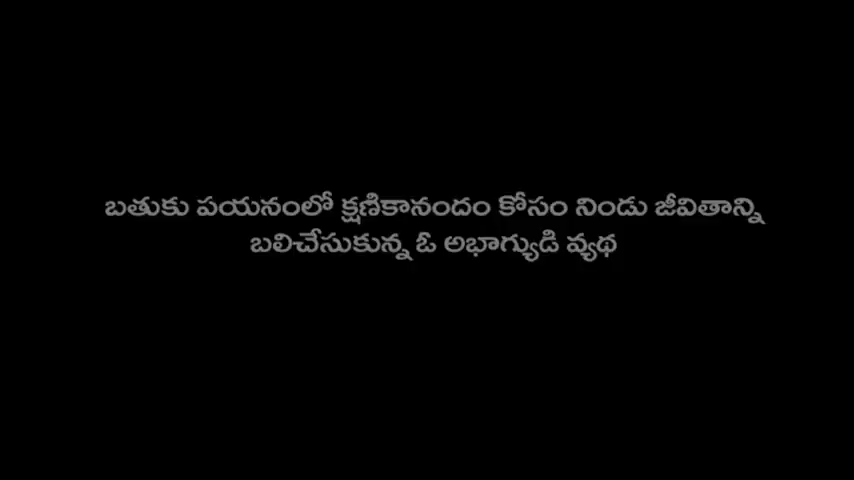 బతుకు పయనంలో క్షణికానందం కోసం నిండు జీవితాన్ని
బలిచేసుకున్న ఓ అభాగ్యుడి వ్యథ